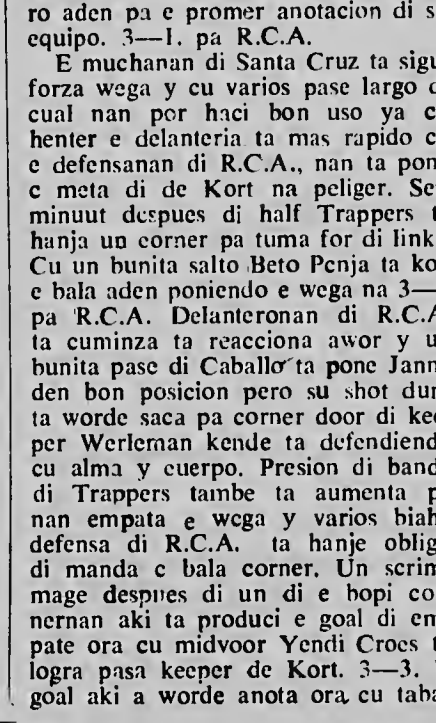 ro aden pa e promer anotacion di s
equipo. 3—1. pa R.C.A.
E muchanan di Santa Cruz ta sigu
forza wega y cu varios pase largo d
cual nan por haci bon uso ya c
henter e delanteria ta mas rapido c
e defensanan di R.C.A., nan ta pon
e meta di de Kort na peliger. Se
minuut despues di half Trappers t
hanja un corner pa tuma for di link
Cu un bunita salto Beto Penja ta ko
e bala aden poniendo e wega na 3—
pa R.C.A. Delanteronan di R.C.A
ta cuminza ta reacciona awor y u
bunita pase di Caballo ta pone Jann
den bon posicion pero su shot dur
ta worde saca pa corner door di kee
per Werleman kende ta defendiend
cu alma y cuerpo. Presion di band
di Trappers tambe ta aumenta p
nan empata e wega y varios biah
defensa di R.C.A. ta hanje oblig
di manda e bala corner. Un scrim
mage despues di un di e hopi co
nernan aki ta produci e goal di em
pate ora cu midvoor Yendi Croes t
logra pasa keeper de Kort. 3—3.
goal aki a worde anota ora cu taba